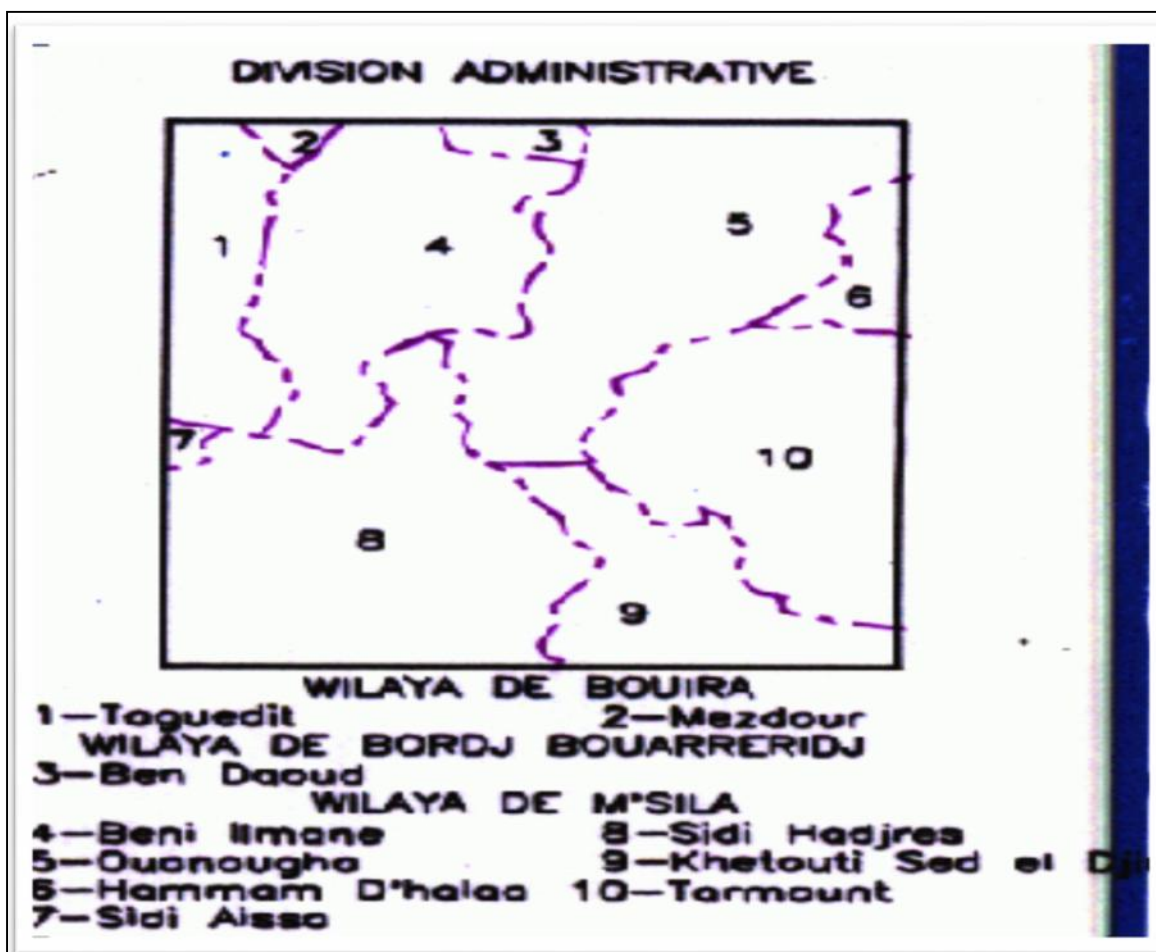 DIVISION ADMINISTRATIVE
2
3
1
4
5
6
7
10
8
9
WILAYA DE BOUIRA
1-Taguedit 2-Mezdour
WILAYA DE BORDJ BOUARRERIDJ
3-Ben Daoud
WILAYA DE M'SILA
4-Beni Ilmane 8-Sidi Hadjres
5-Ouanougha 9-Khetouti Sed el
6-Hammam D'halaa 10-Tarmount
7-Sidi Aissa